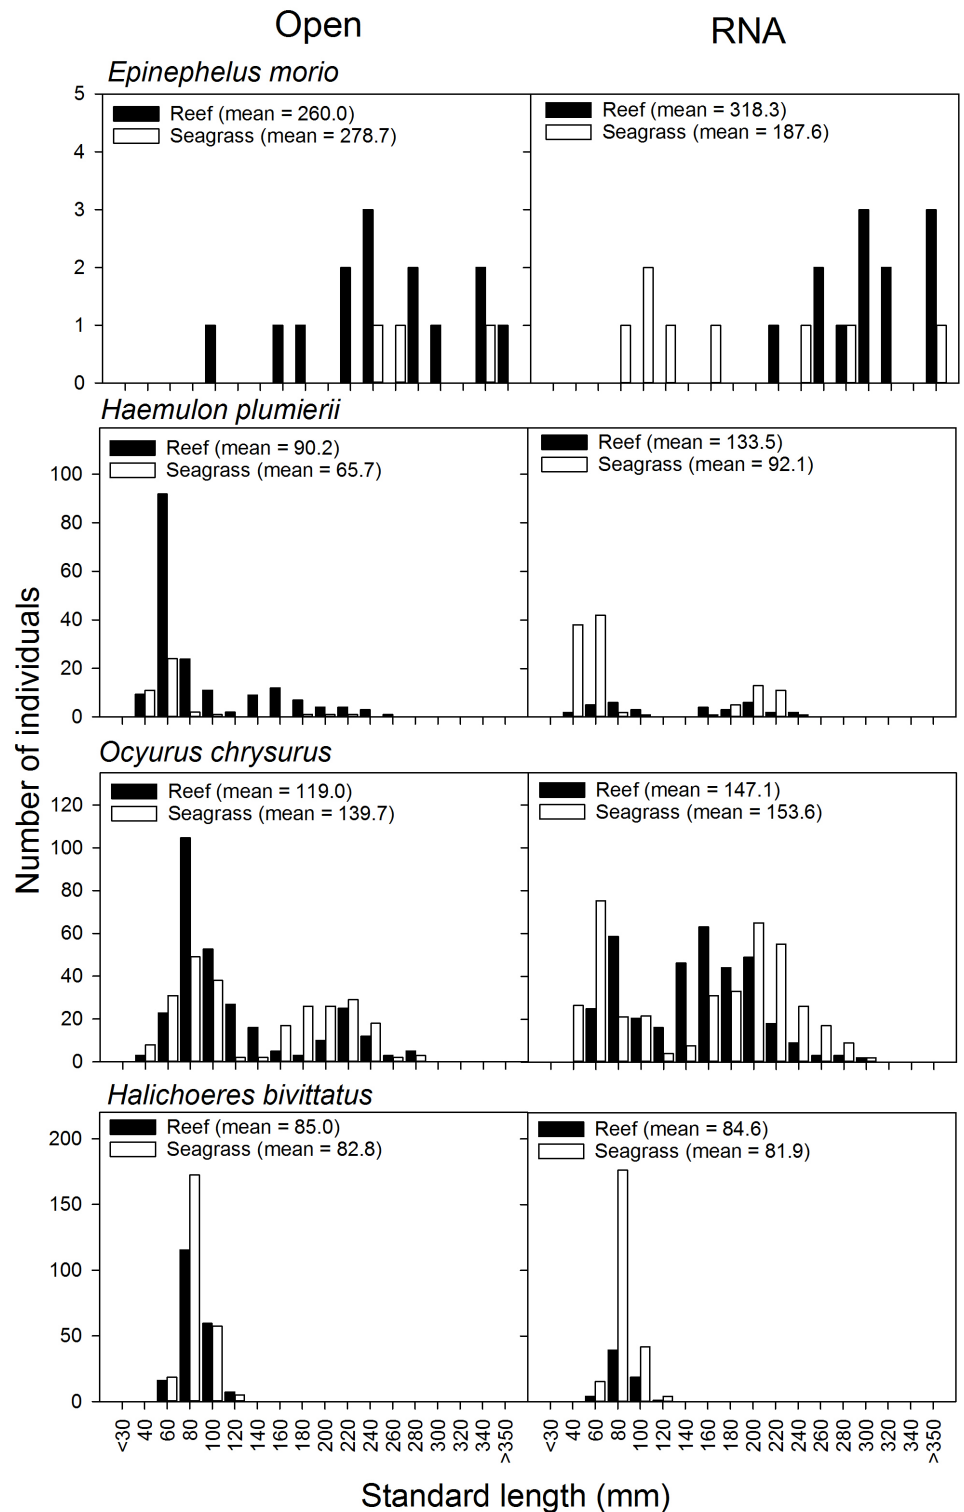 Open
RNA
Epinephelus morio
5
4
3
2
1
0
Reef (mean = 260.0)
Seagrass (mean = 278.7)
Reef (mean = 318.3)
Seagrass (mean = 187.6)
Haemulon plumierii
100
80
60
40
20
0
Reef (mean = 90.2)
Seagrass (mean = 65.7)
Reef (mean = 133.5)
Seagrass (mean = 92.1)
Number of individuals
Ocyurus chrysurus
120
100
80
60
40
20
0
Reef (mean = 119.0)
Seagrass (mean = 139.7)
Reef (mean = 147.1)
Seagrass (mean = 153.6)
Halichoeres bivittatus
200
150
100
50
0
Reef (mean = 85.0)
Seagrass (mean = 82.8)
Reef (mean = 84.6)
Seagrass (mean = 81.9)
<30 40 60 80 100 120 140 160 180 200 220 240 260 280 300 320 340 >350
<30 40 60 80 100 120 140 160 180 200 220 240 260 280 300 320 340 >350
Standard length (mm)